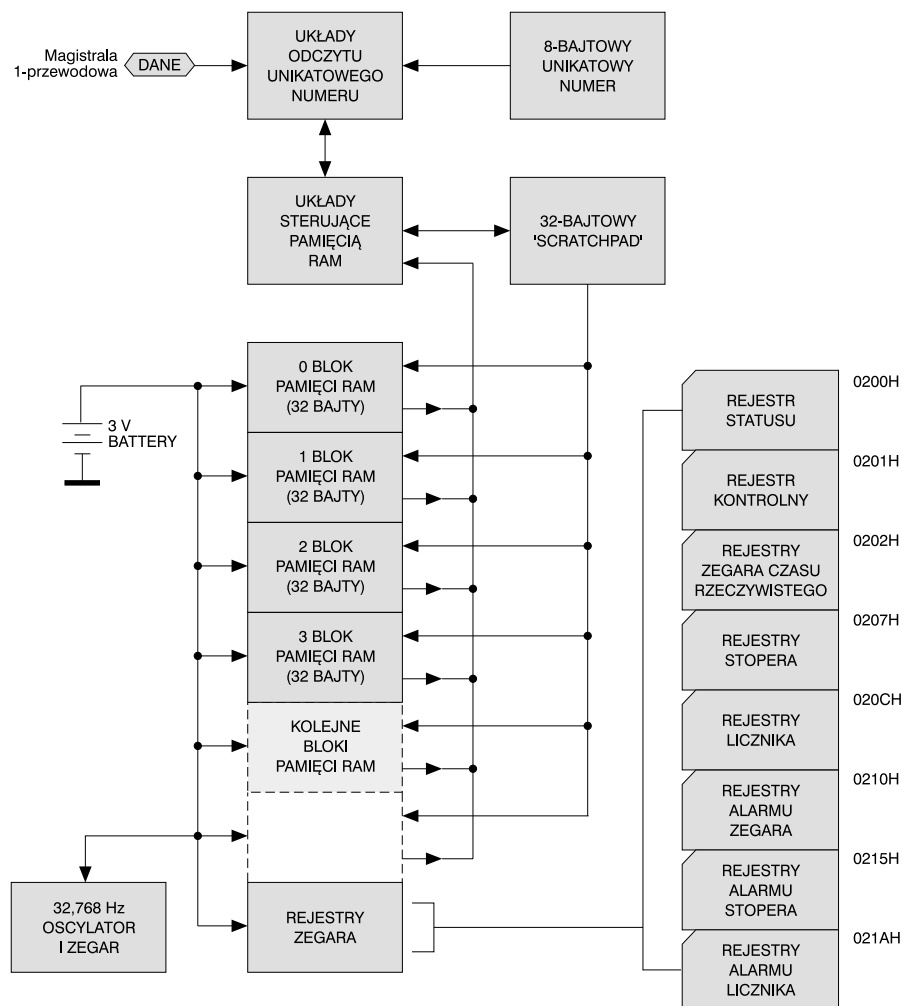 Magistrala
1-przewodowa
DANE
UKŁADY
ODCZYTU
UNIKATOWEGO
NUMERU
8-BAJTOWY
UNIKATOWY
NUMER
UKŁADY
STERUJĄCE
PAMIĘCIĄ
RAM
32-BAJTOWY
'SCRATCHPAD'
3 V
BATTERY
0 BLOK
PAMIĘCI RAM
(32 BAJTY)
1 BLOK
PAMIĘCI RAM
(32 BAJTY)
2 BLOK
PAMIĘCI RAM
(32 BAJTY)
3 BLOK
PAMIĘCI RAM
(32 BAJTY)
KOLEJNE
BLOKI
PAMIĘCI RAM
32,768 Hz
OSCYLATOR
I ZEGAR
REJESTRY
ZEGARA
REJESTR
STATUSU
0200H
REJESTR
KONTROLNY
0201H
REJESTRY
ZEGARA CZASU
RZECZYWISTEGO
0202H
REJESTRY
STOPERA
0207H
REJESTRY
LICZNIKA
020CH
REJESTRY
ALARMU
ZEGARA
0210H
REJESTRY
ALARMU
STOPERA
0215H
REJESTRY
ALARMU
LICZNIKA
021AH